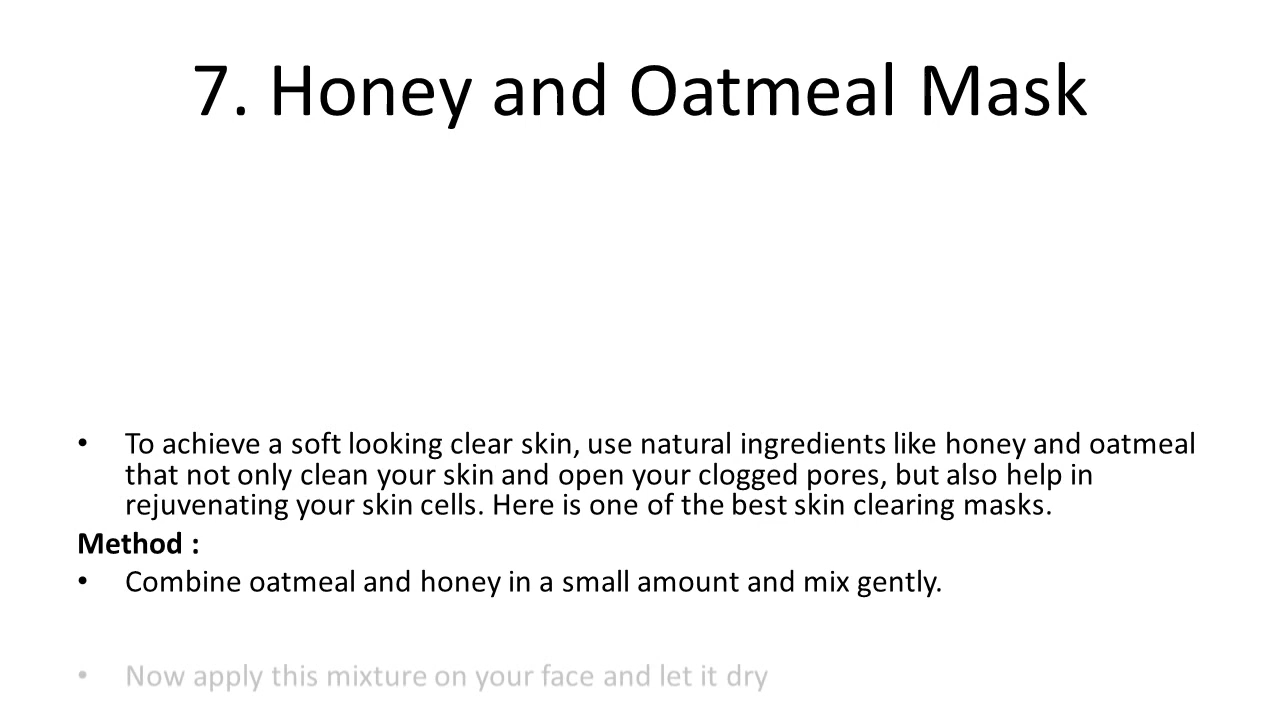 7. Honey and Oatmeal Mask
• To achieve a soft looking clear skin, use natural ingredients like honey and oatmeal
that not only clean your skin and open your clogged pores, but also help in
rejuvenating your skin cells. Here is one of the best skin clearing masks.
Method :
• Combine oatmeal and honey in a small amount and mix gently.
• Now apply this mixture on your face and let it dry